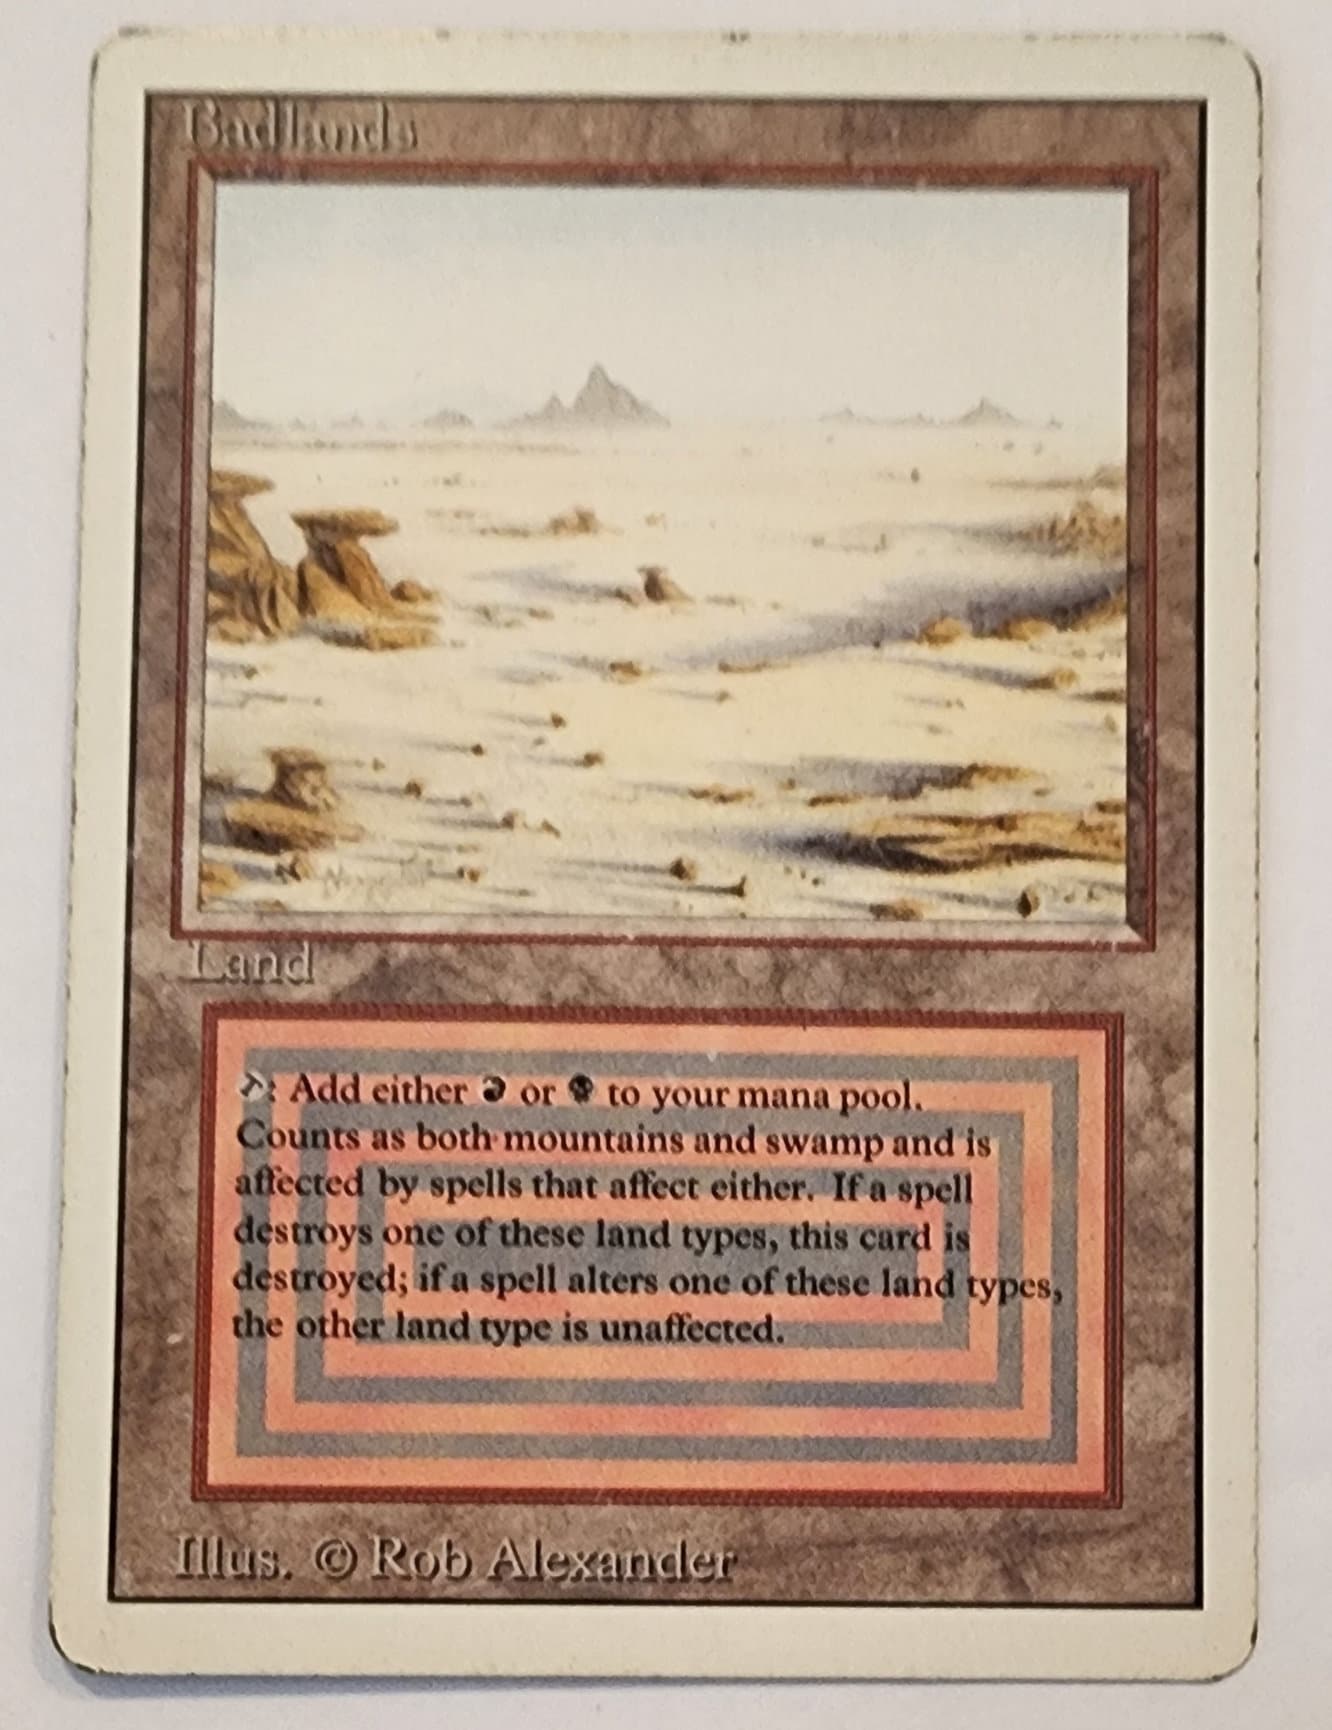 Badlands
Land
: Add either or to your mana pool.
Counts as both mountains and swamp and is
affected by spells that affect either. If a spell
destroys one of these land types, this card is
destroyed; if a spell alters one of these land types,
the other land type is unaffected.
Illus. © Rob Alexander